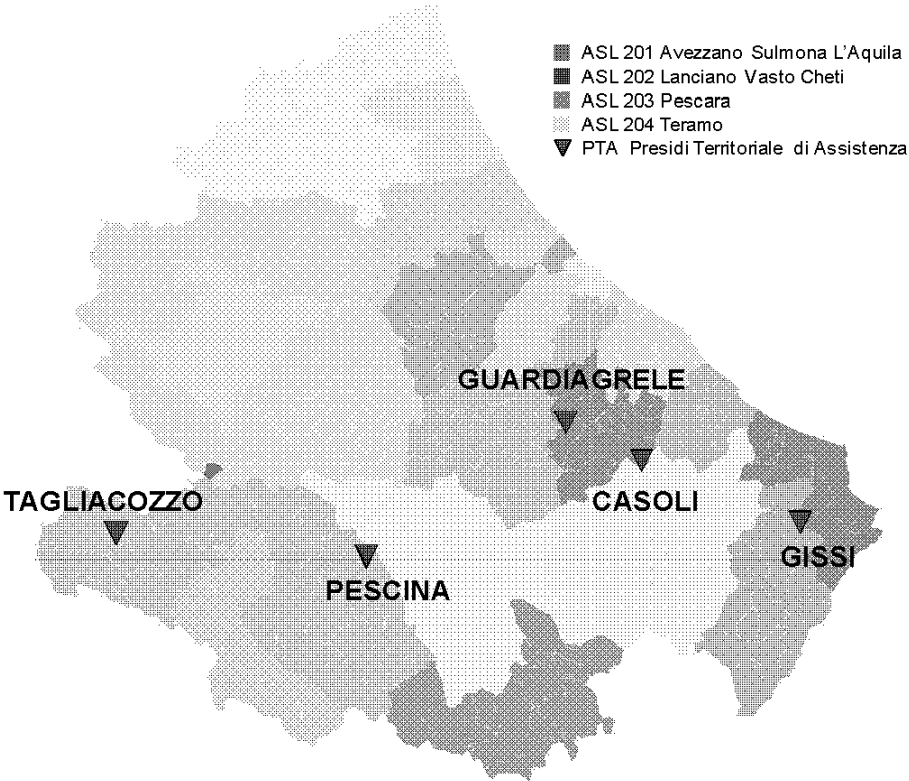 ASL 201 Avezzano Sulmona L'Aquila
ASL 202 Lanciano Vasto Cheti
ASL 203 Pescara
ASL 204 Teramo
PTA Presidi Territoriale di Assistenza
GUARDIAGRELE
TAGLIACOZZO
CASOLI
GISSI
PESCINA